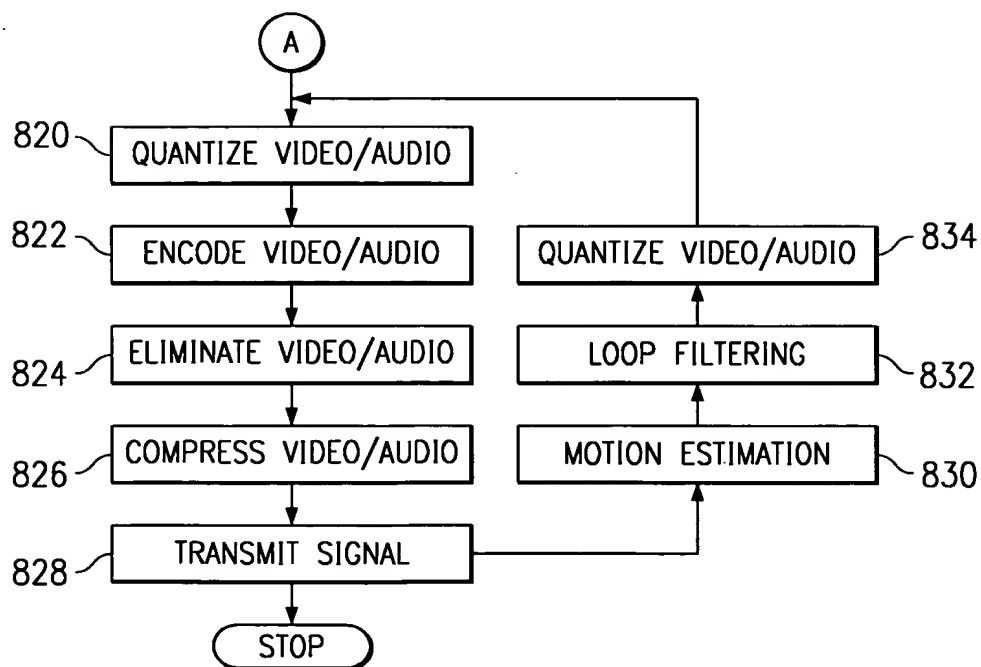 A
820
QUANTIZE VIDEO/AUDIO
822
ENCODE VIDEO/AUDIO
QUANTIZE VIDEO/AUDIO
834
824
ELIMINATE VIDEO/AUDIO
LOOP FILTERING
832
826
COMPRESS VIDEO/AUDIO
MOTION ESTIMATION
830
828
TRANSMIT SIGNAL
STOP